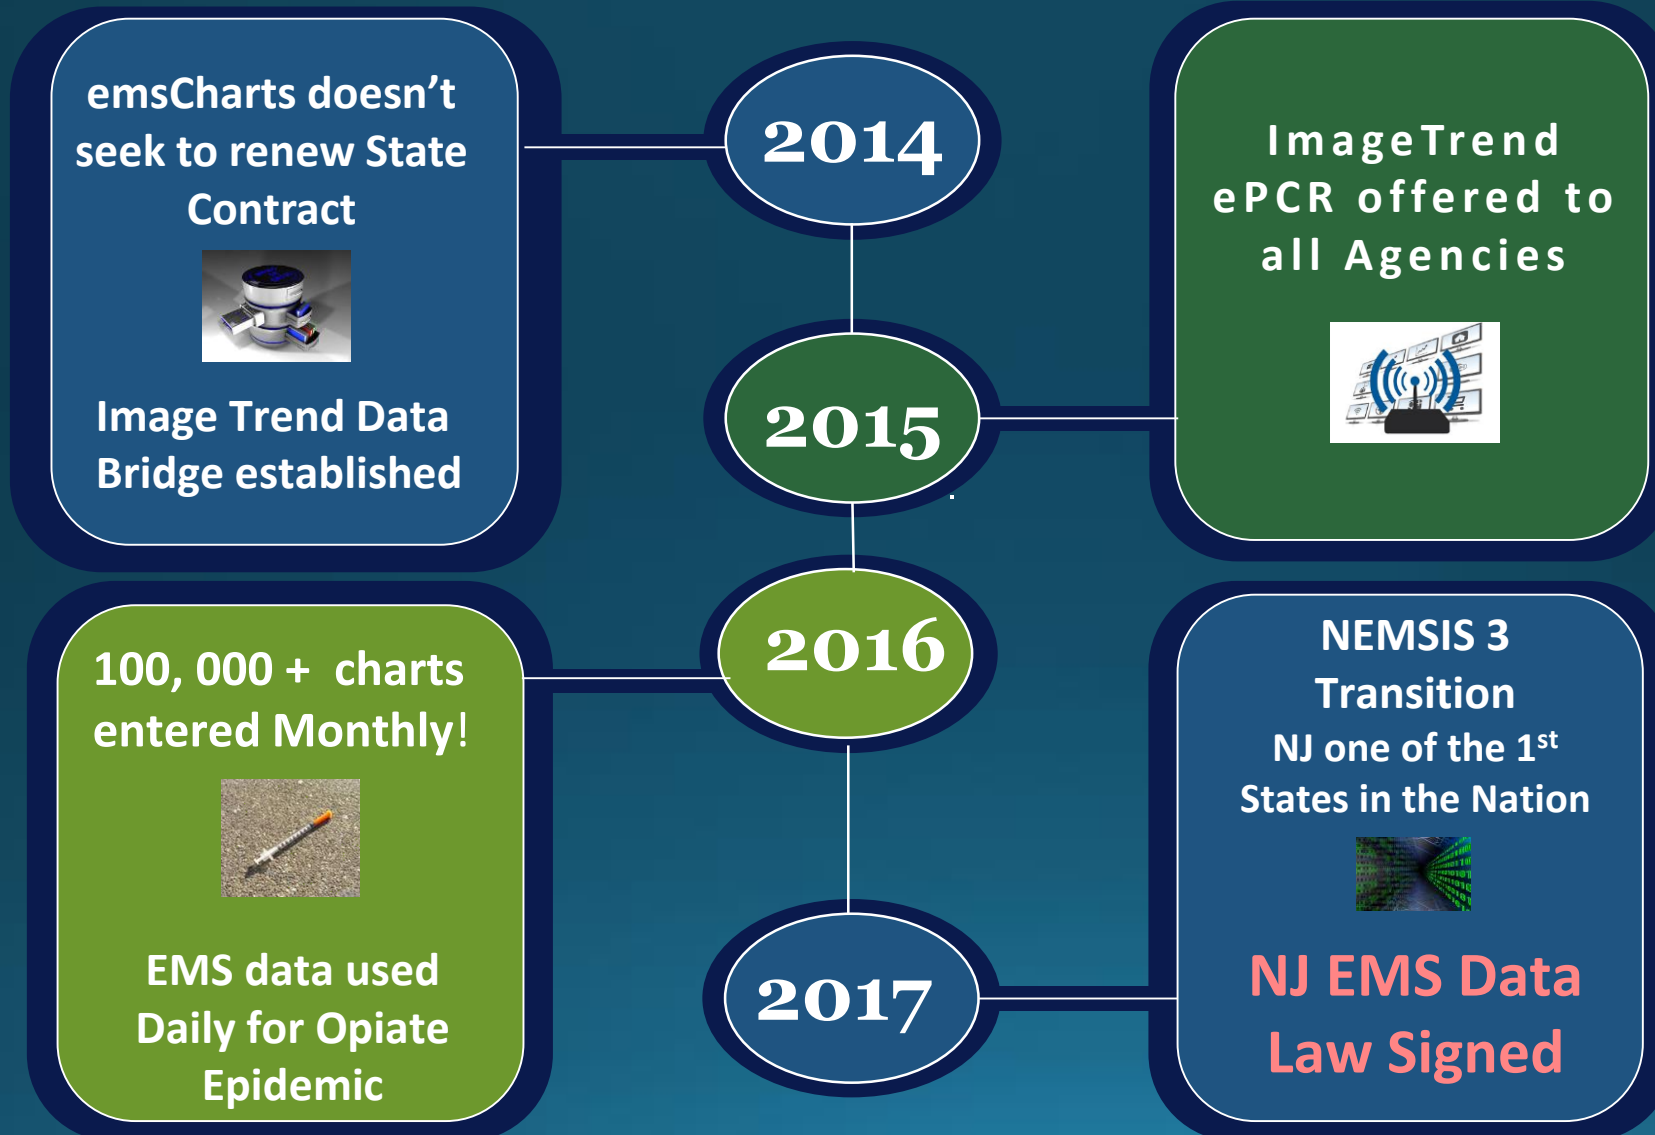 emsCharts doesn’t
seek to renew State
Contract
Image Trend Data
Bridge established
2014
ImageTrend
ePCR offered to
all Agencies
2015
.
100, 000 + charts
entered Monthly!
EMS data used
Daily for Opiate
Epidemic
2016
NEMSIS 3
Transition
NJ one of the 1st
States in the Nation
NJ EMS Data
Law Signed
2017